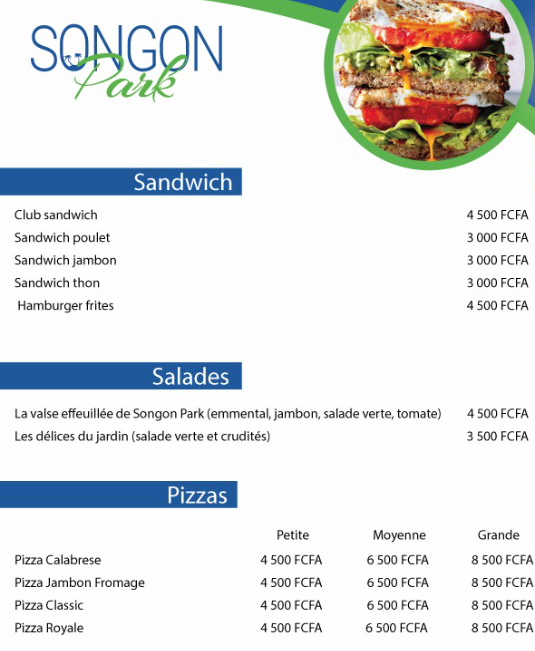 SONGON
Park
Sandwich
Club sandwich 4 500 FCFA
Sandwich poulet 3 000 FCFA
Sandwich jambon 3 000 FCFA
Sandwich thon 3 000 FCFA
Hamburger frites 4 500 FCFA
Salades
La valse effeuillée de Songon Park (emmental, jambon, salade verte, tomate) 4 500 FCFA
Les délices du jardin (salade verte et crudités) 3 500 FCFA
Pizzas
Petite Moyenne Grande
Pizza Calabrese 4 500 FCFA 6 500 FCFA 8 500 FCFA
Pizza Jambon Fromage 4 500 FCFA 6 500 FCFA 8 500 FCFA
Pizza Classic 4 500 FCFA 6 500 FCFA 8 500 FCFA
Pizza Royale 4 500 FCFA 6 500 FCFA 8 500 FCFA